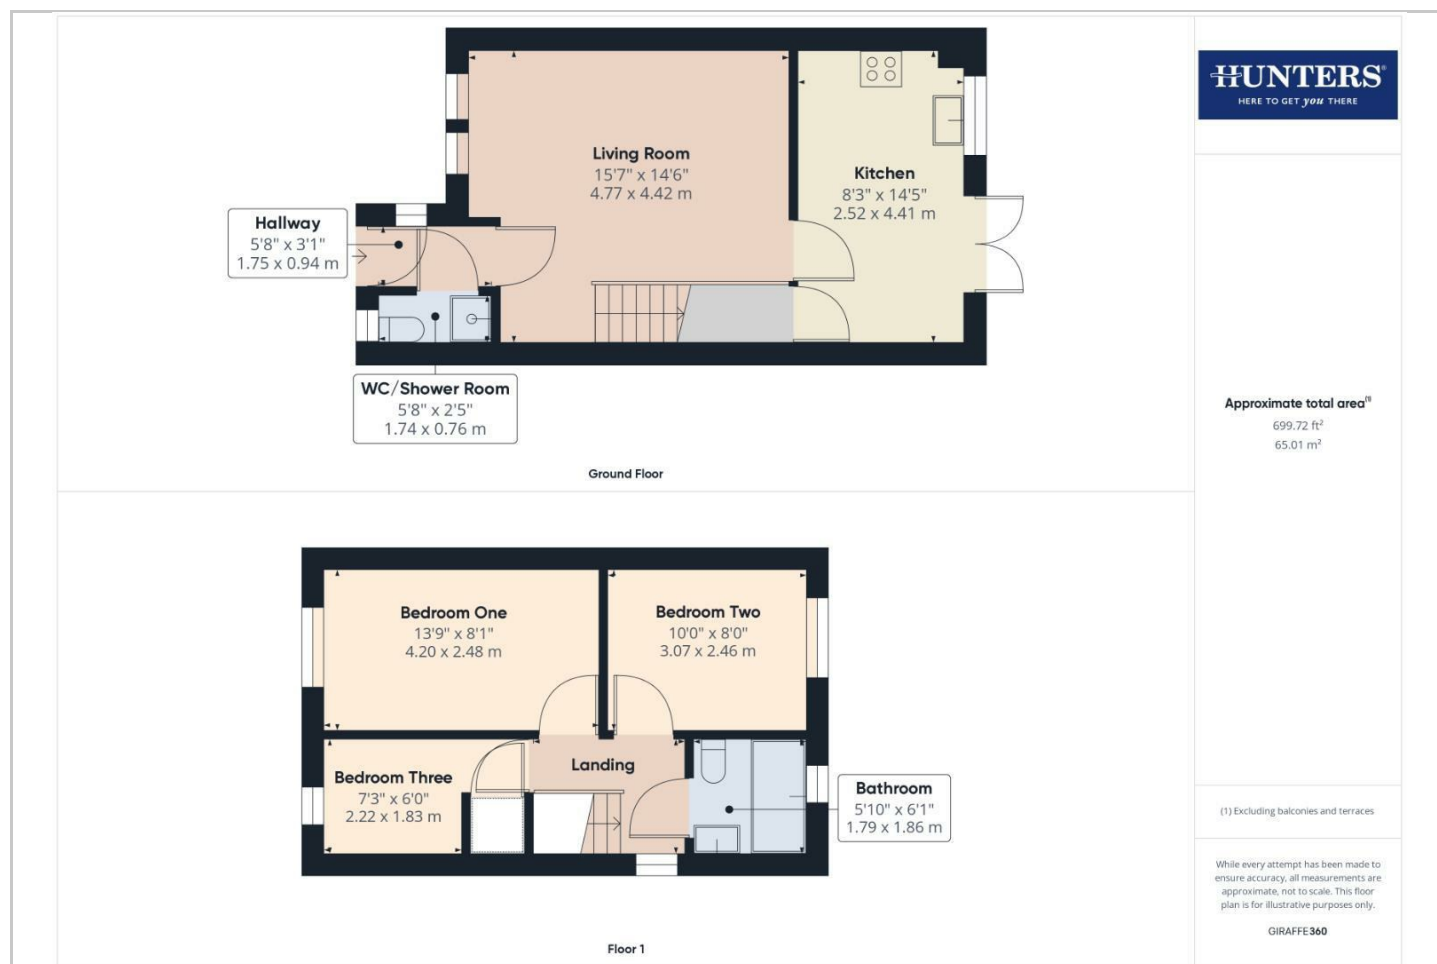 Living Room
15'7" x 14'6"
4.77 x 4.42 m
Kitchen
8'3" x 14'5"
2.52 x 4.41 m
Hallway
5'8" x 3'1"
1.75 x 0.94 m
WC/Shower Room
5'8" x 2'5"
1.74 x 0.76 m
Ground Floor
Bedroom One
13'9" x 8'1"
4.20 x 2.48 m
Bedroom Two
10'0" x 8'0"
3.07 x 2.46 m
Bedroom Three
7'3" x 6'0"
2.22 x 1.83 m
Landing
Bathroom
5'10" x 6'1"
1.79 x 1.86 m
Floor 1
HUNTERS®
HERE TO GET you THERE
Approximate total area⁽¹⁾
699.72 ft²
65.01 m²
(1) Excluding balconies and terraces
While every attempt has been made to
ensure accuracy, all measurements are
approximate, not to scale. This floor
plan is for illustrative purposes only.
GIRAFFE360